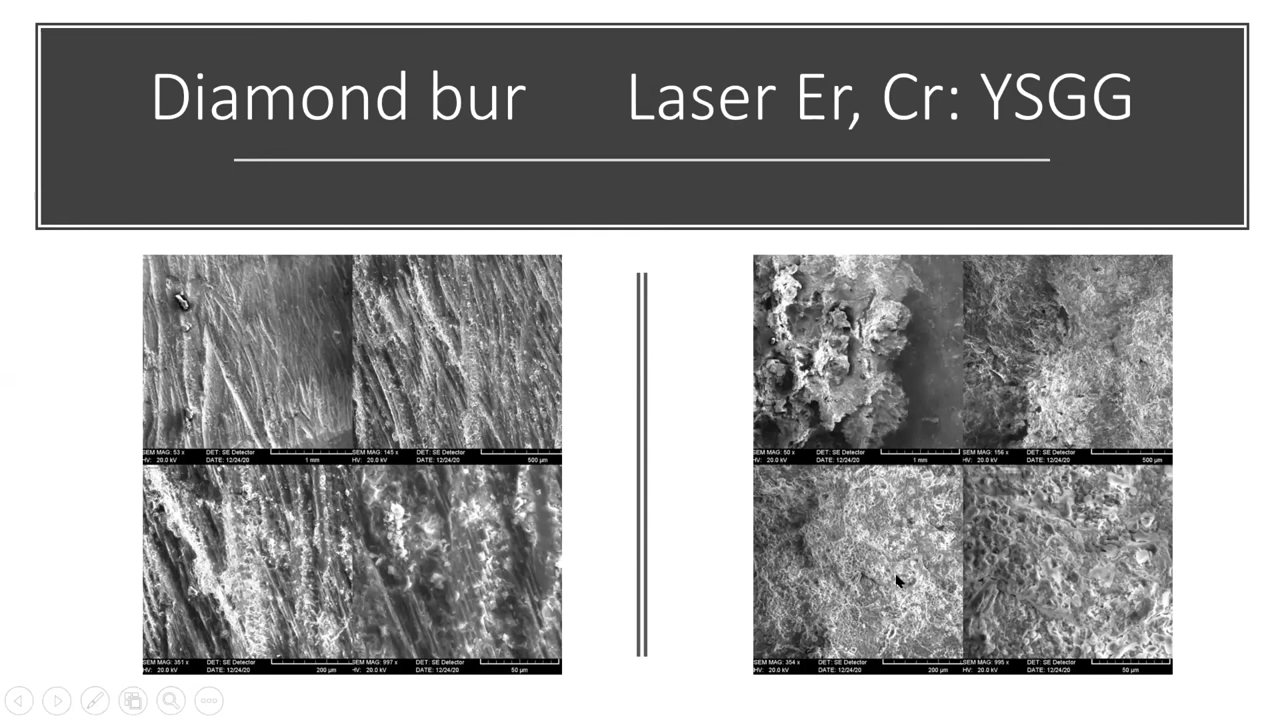 Diamond bur Laser Er, Cr: YSGG
SEM MAG: 53 x DET: SE Detector
HV: 20.0 kV DATE: 12/24/20 1 mm
SEM MAG: 145 x DET: SE Detector
HV: 20.0 kV DATE: 12/24/20 500 µm
SEM MAG: 351 x DET: SE Detector
HV: 20.0 kV DATE: 12/24/20 200 µm
SEM MAG: 997 x DET: SE Detector
HV: 20.0 kV DATE: 12/24/20 50 µm
SEM MAG: 50 x DET: SE Detector
HV: 20.0 kV DATE: 12/24/20 1 mm
SEM MAG: 156 x DET: SE Detector
HV: 20.0 kV DATE: 12/24/20 500 µm
SEM MAG: 354 x DET: SE Detector
HV: 20.0 kV DATE: 12/24/20 200 µm
SEM MAG: 995 x DET: SE Detector
HV: 20.0 kV DATE: 12/24/20 50 µm